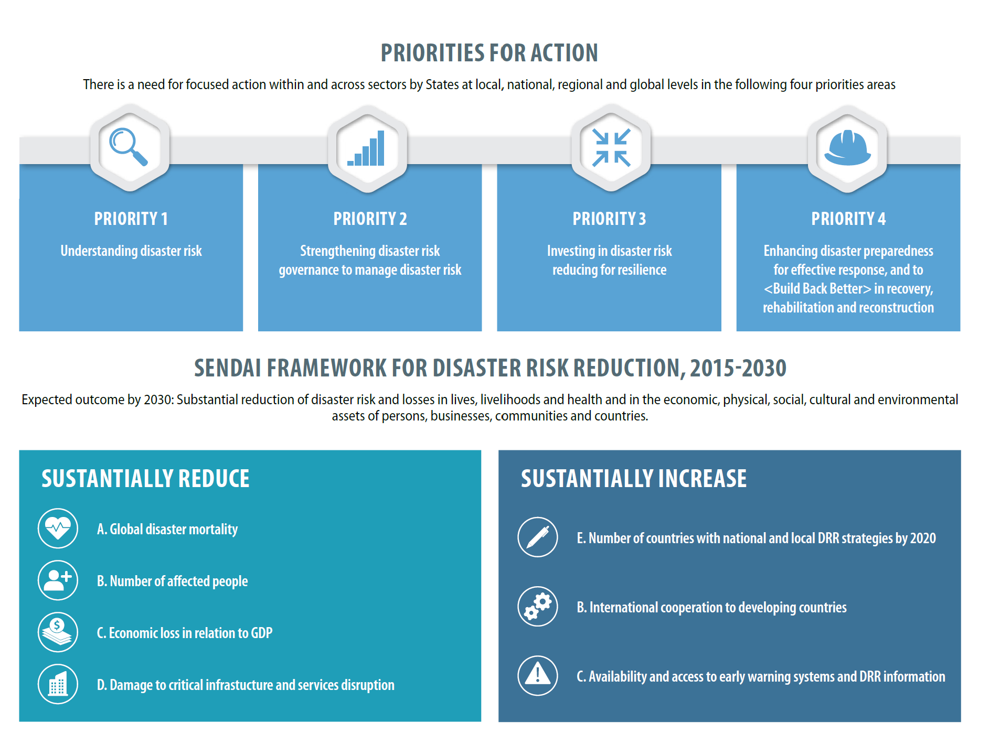 PRIORITIES FOR ACTION
There is a need for focused action within and across sectors by States at local, national, regional and global levels in the following four priorities areas
PRIORITY 1
Understanding disaster risk
PRIORITY 2
Strengthening disaster risk
governance to manage disaster risk
PRIORITY 3
Investing in disaster risk
reducing for resilience
PRIORITY 4
Enhancing disaster preparedness
for effective response, and to
<Build Back Better> in recovery,
rehabilitation and reconstruction
SENDAI FRAMEWORK FOR DISASTER RISK REDUCTION, 2015-2030
Expected outcome by 2030: Substantial reduction of disaster risk and losses in lives, livelihoods and health and in the economic, physical, social, cultural and environmental
assets of persons, businesses, communities and countries.
SUSTANTIALLY REDUCE
A. Global disaster mortality
B. Number of affected people
$
C. Economic loss in relation to GDP
D. Damage to critical infrastucture and services disruption
SUSTANTIALLY INCREASE
E. Number of countries with national and local DRR strategies by 2020
B. International cooperation to developing countries
C. Availability and access to early warning systems and DRR information